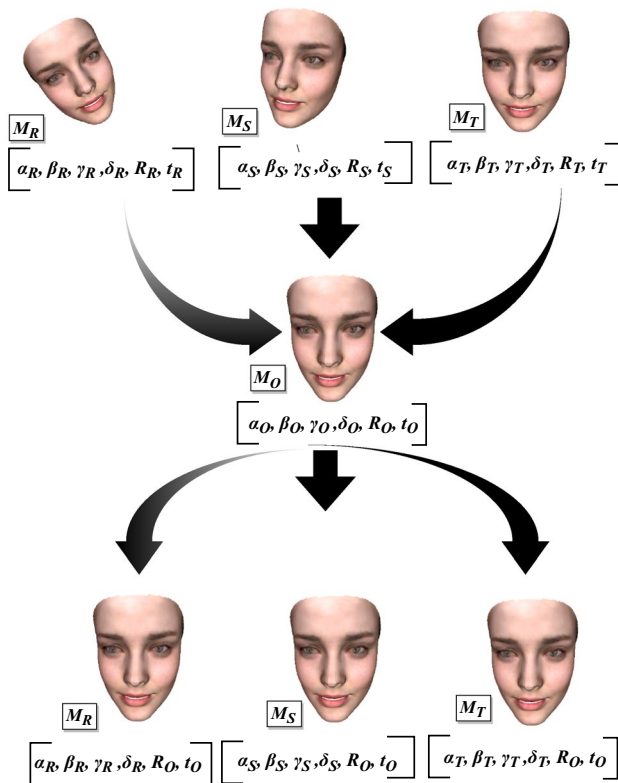 M_R
M_S
M_T
[α_R, β_R, γ_R ,δ_R, R_R, t_R]
[α_S, β_S, γ_S ,δ_S, R_S, t_S]
[α_T, β_T, γ_T ,δ_T, R_T, t_T]
M_O
[α_O, β_O, γ_O ,δ_O, R_O, t_O]
M_R
M_S
M_T
[α_R, β_R, γ_R ,δ_R, R_O, t_O]
[α_S, β_S, γ_S ,δ_S, R_O, t_O]
[α_T, β_T, γ_T ,δ_T, R_O, t_O]